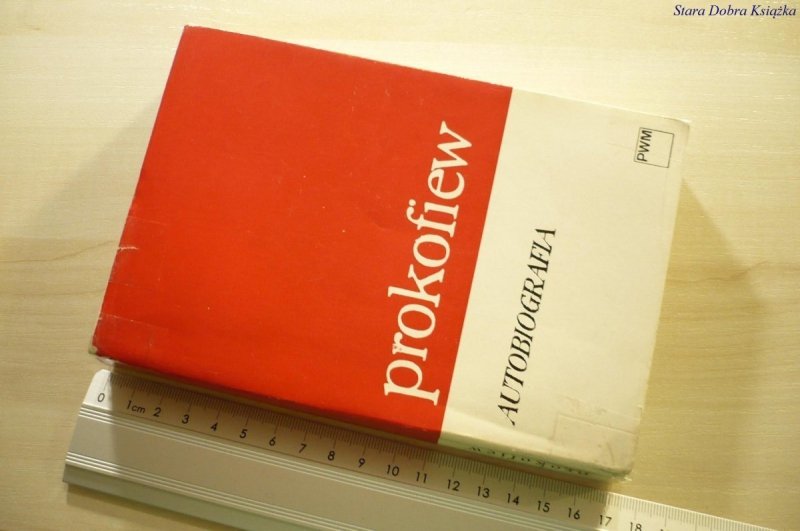 Stara Dobra Książka
PWM
prokofiew
AUTOBIOGRAFIA
prokofiew
0 1cm 2 3 4 5 6 7 8 9 10 11 12 13 14 15 16 17 18